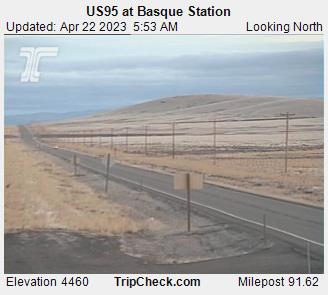 US95 at Basque Station
Updated: Apr 22 2023 5:53 AM Looking North
Elevation 4460 TripCheck.com Milepost 91.62